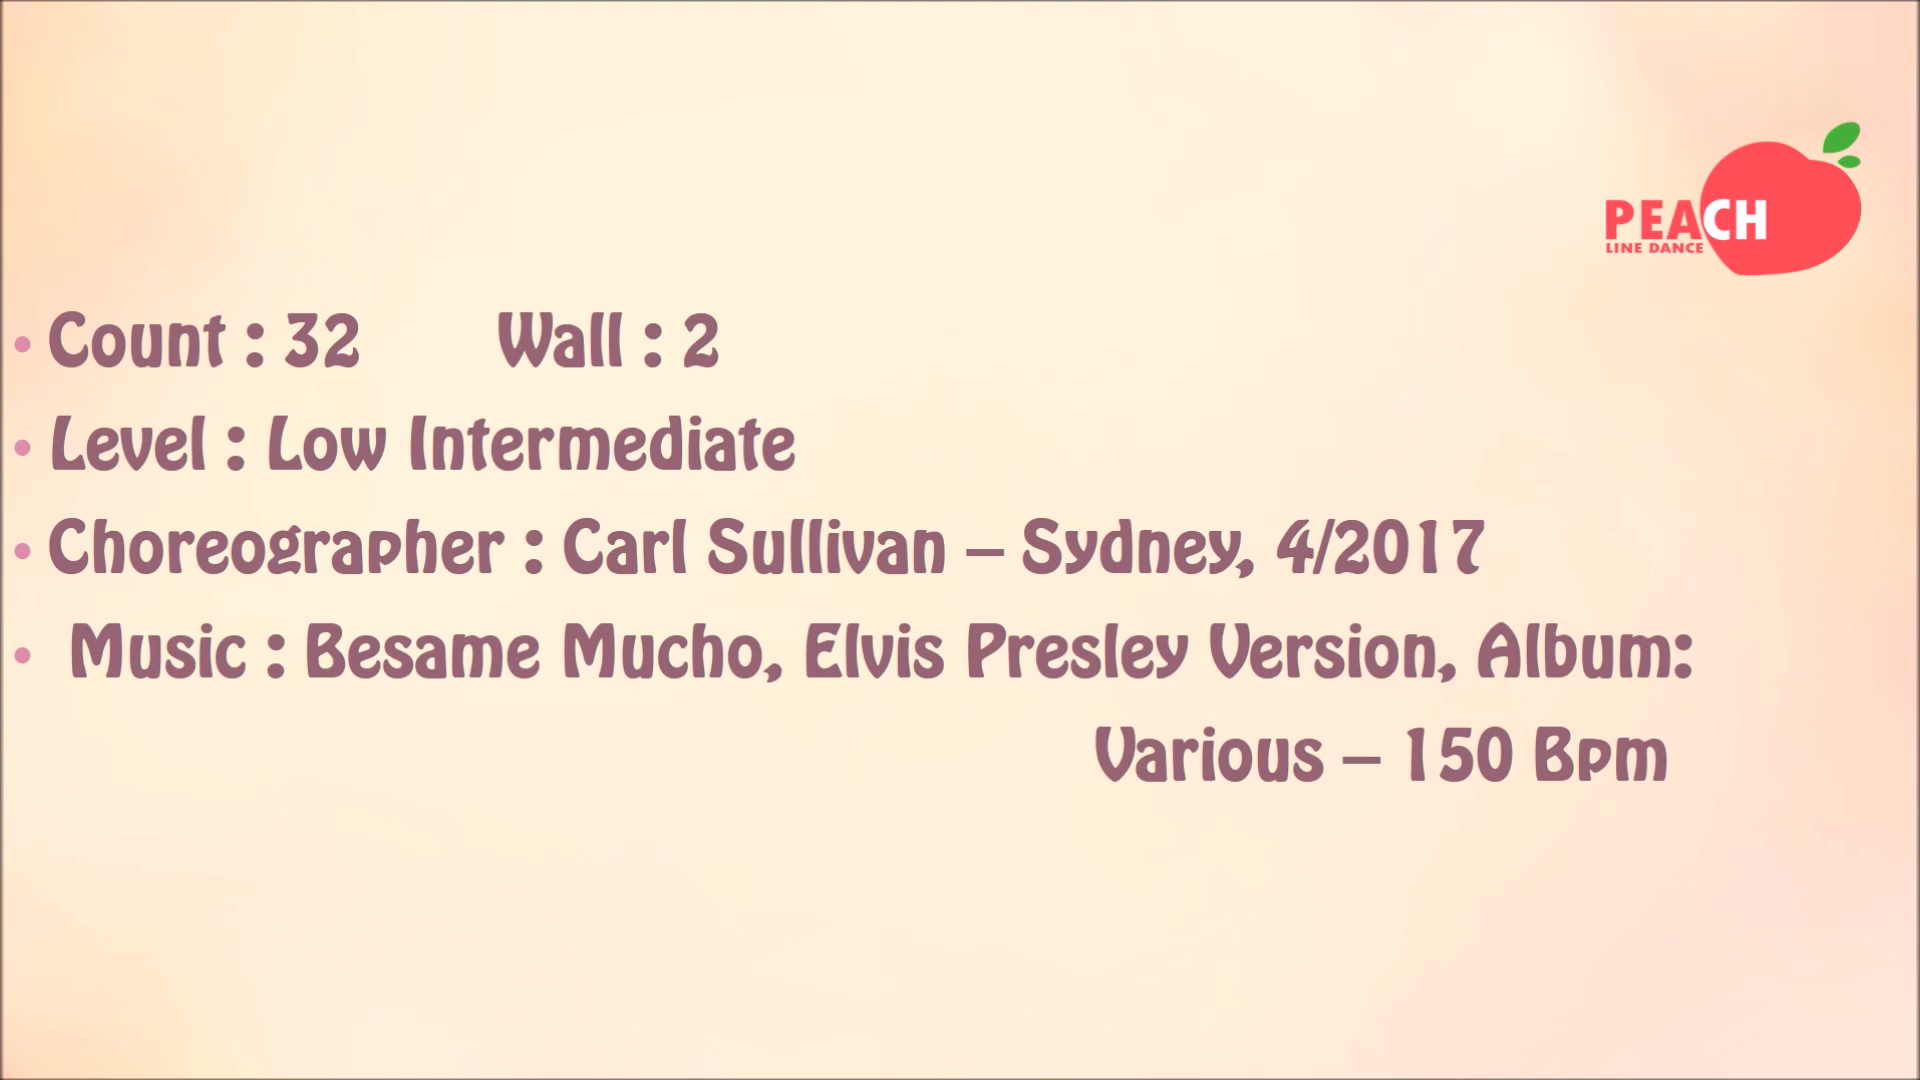 PEACH
LINE DANCE
• Count : 32 Wall : 2
• Level : Low Intermediate
• Choreographer : Carl Sullivan – Sydney, 4/2017
• Music : Besame Mucho, Elvis Presley Version, Album:
Various – 150 Bpm